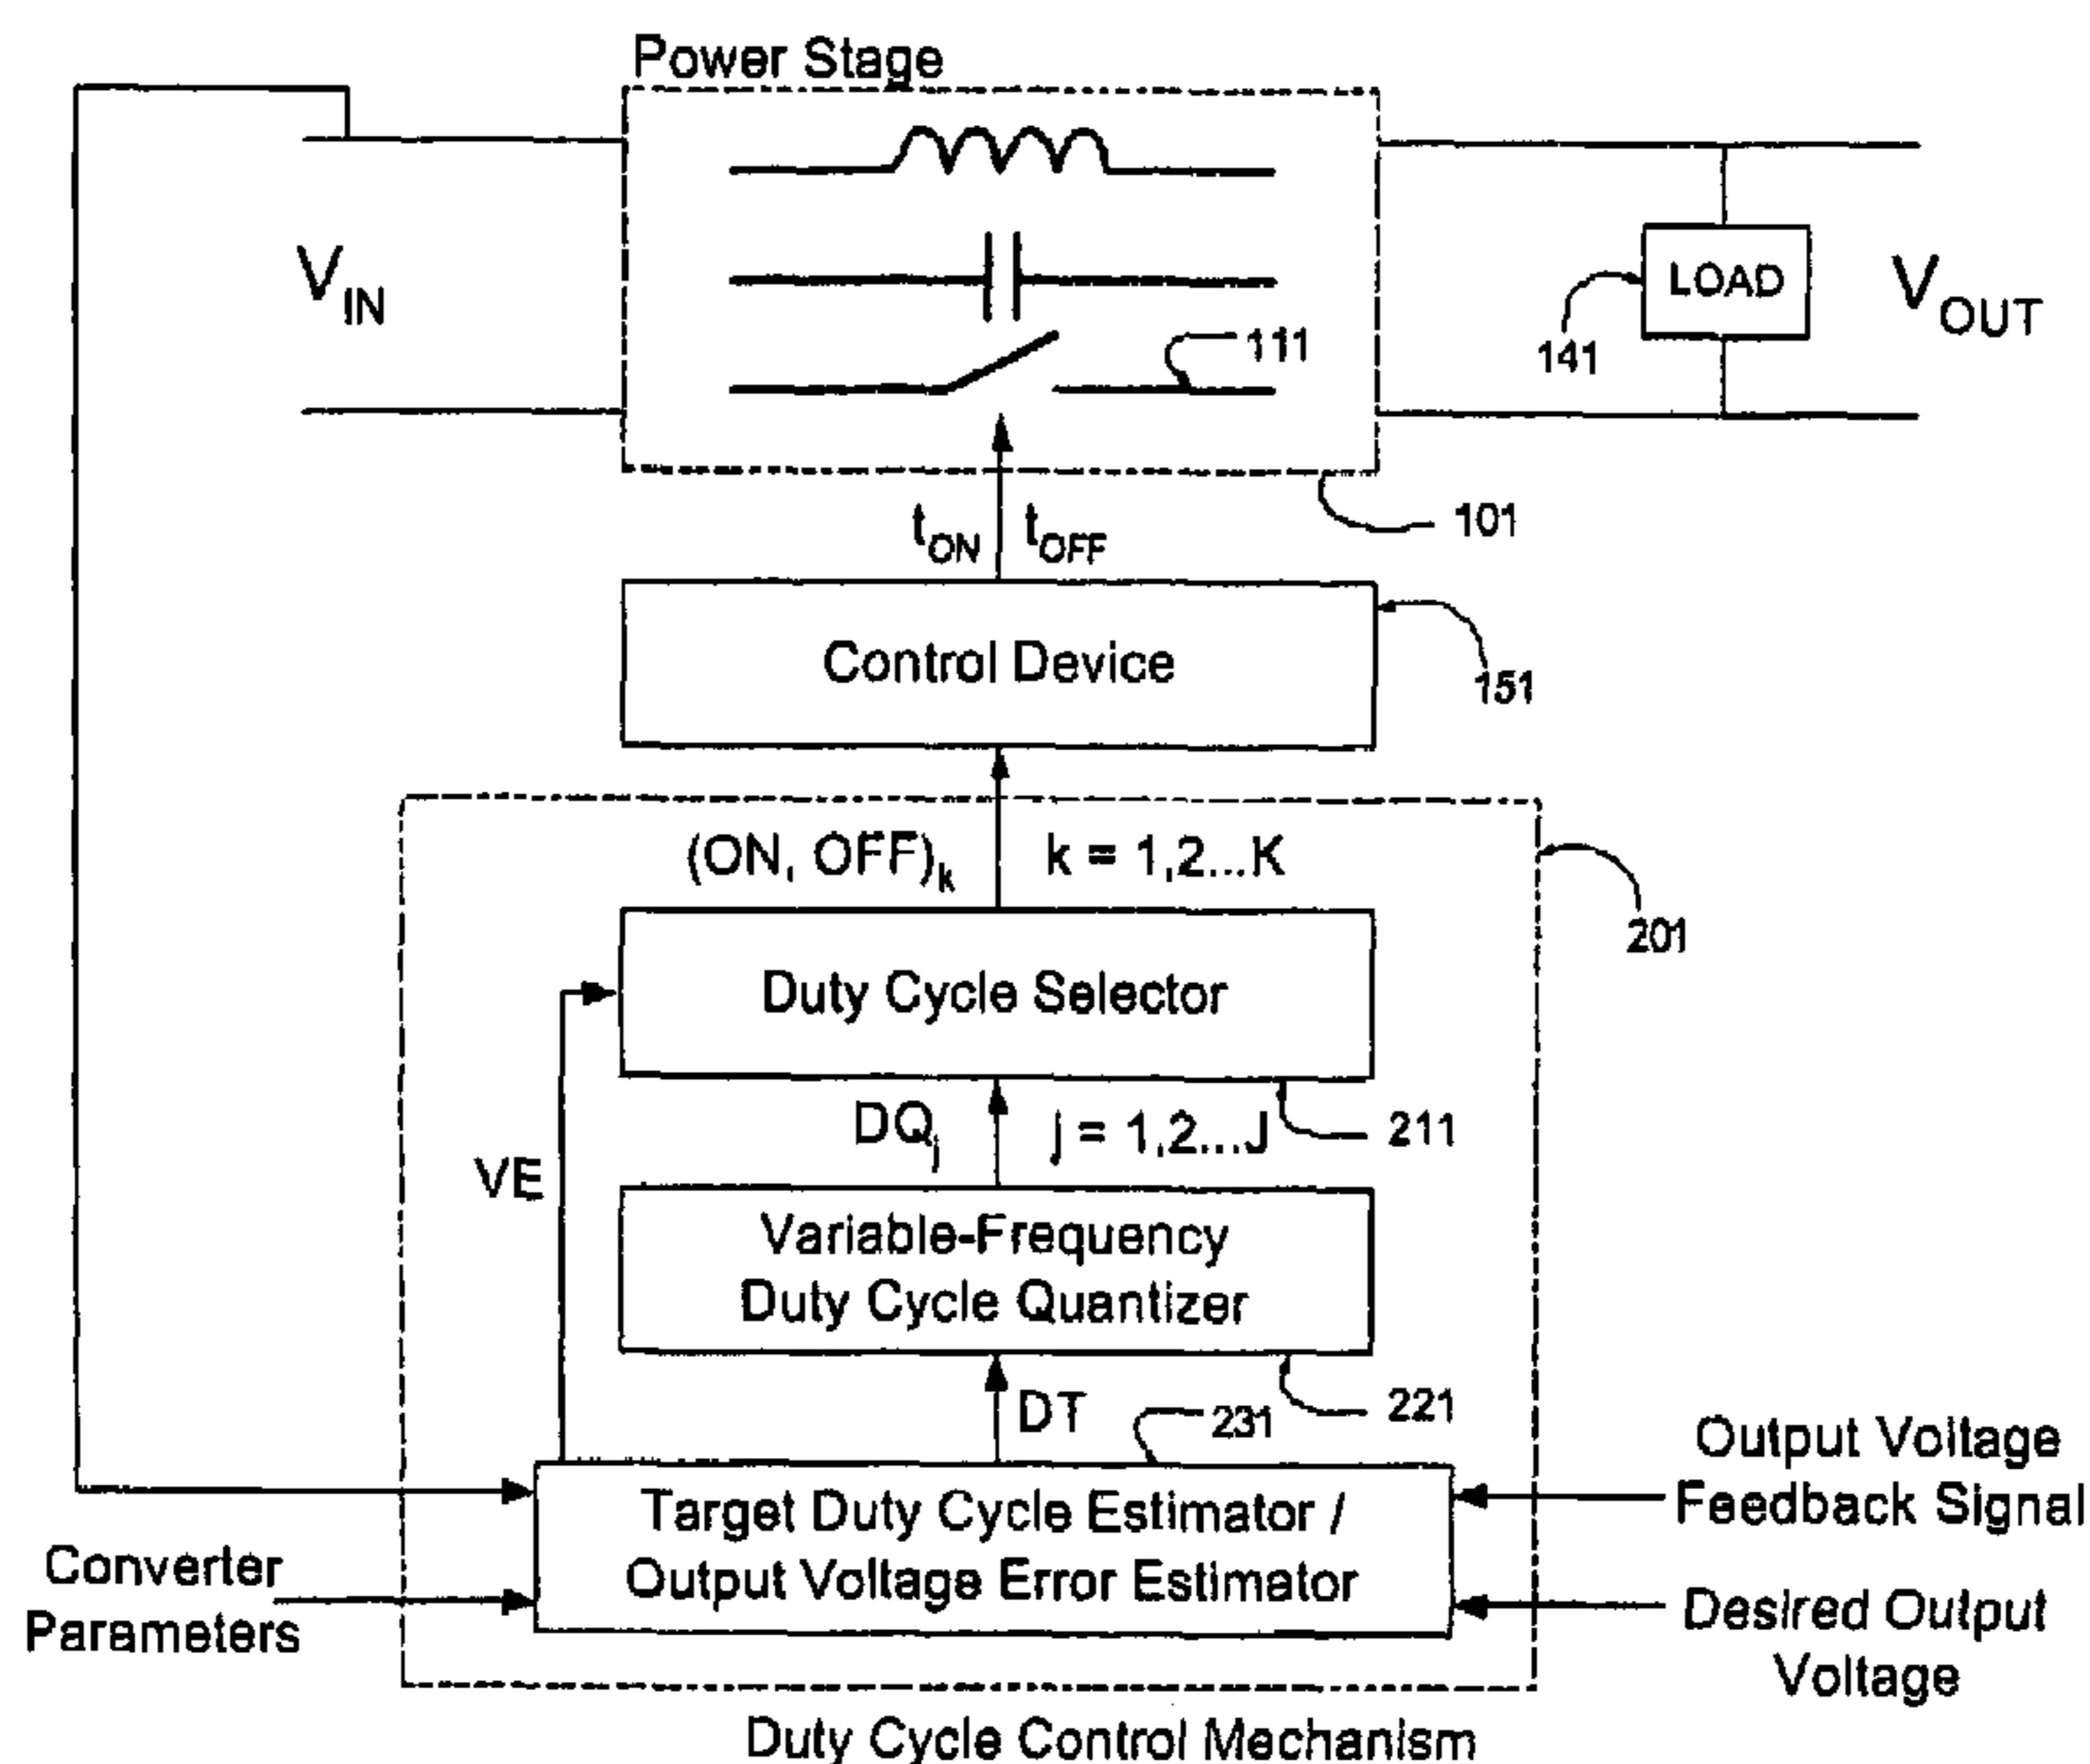 Power Stage
V_IN
111
LOAD
141
V_OUT
t_ON t_OFF
101
Control Device
151
(ON, OFF)_k k = 1,2...K
201
Duty Cycle Selector
DQ_j j = 1,2...J
211
VE
Variable-Frequency
Duty Cycle Quantizer
221
DT
231
Target Duty Cycle Estimator /
Output Voltage Error Estimator
Output Voltage
Feedback Signal
Converter
Parameters
Desired Output
Voltage
Duty Cycle Control Mechanism